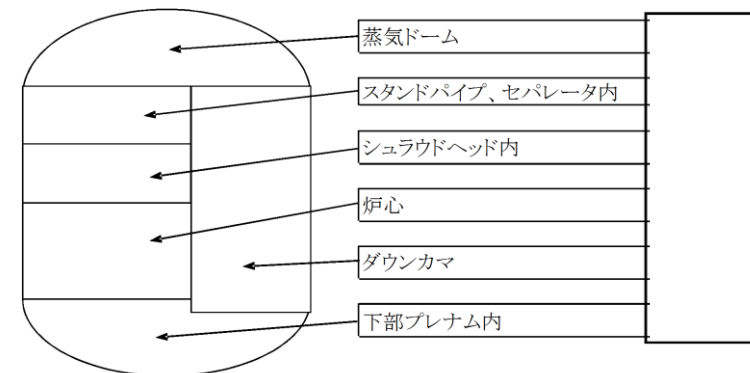 蒸気ドーム
スタンドパイプ、セパレータ内
シュラウドヘッド内
炉心
ダウンカマ
下部プレナム内